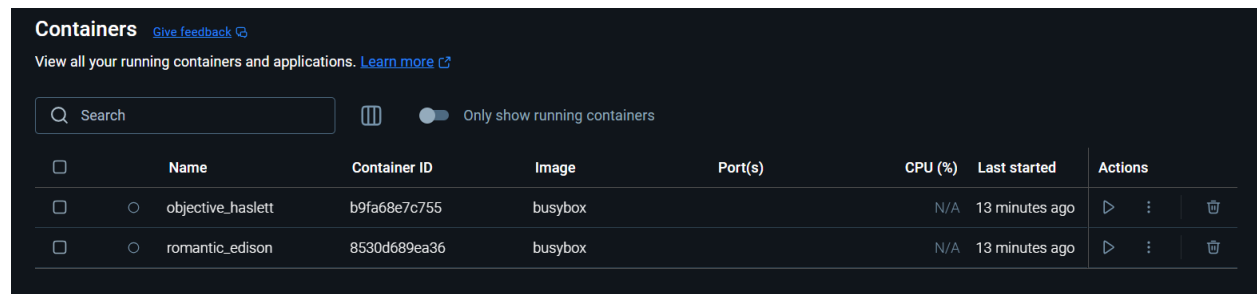 Containers Give feedback
View all your running containers and applications. Learn more
Search Only show running containers
Name Container ID Image Port(s) CPU (%) Last started Actions
objective_haslett b9fa68e7c755 busybox N/A 13 minutes ago
romantic_edison 8530d689ea36 busybox N/A 13 minutes ago